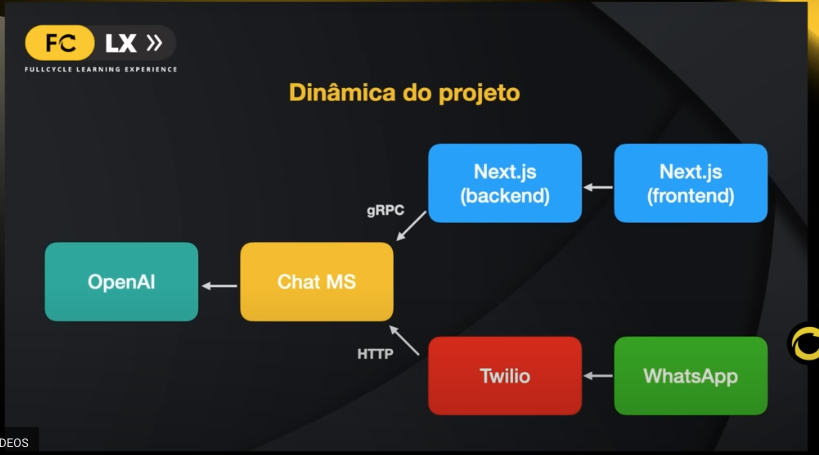 FC LX
FULLCYCLE LEARNING EXPERIENCE
Dinâmica do projeto
Next.js
(backend)
Next.js
(frontend)
gRPC
OpenAI
Chat MS
HTTP
Twilio
WhatsApp
DEOS